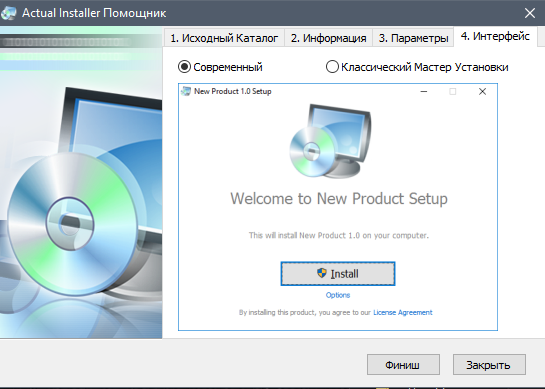 Actual Installer Помощник
1. Исходный Каталог 2. Информация 3. Параметры 4. Интерфейс
Современный Классический Мастер Установки
New Product 1.0 Setup
Welcome to New Product Setup
This will install New Product 1.0 on your computer.
Install
Options
By installing this product, you agree to our License Agreement
Финиш Закрыть